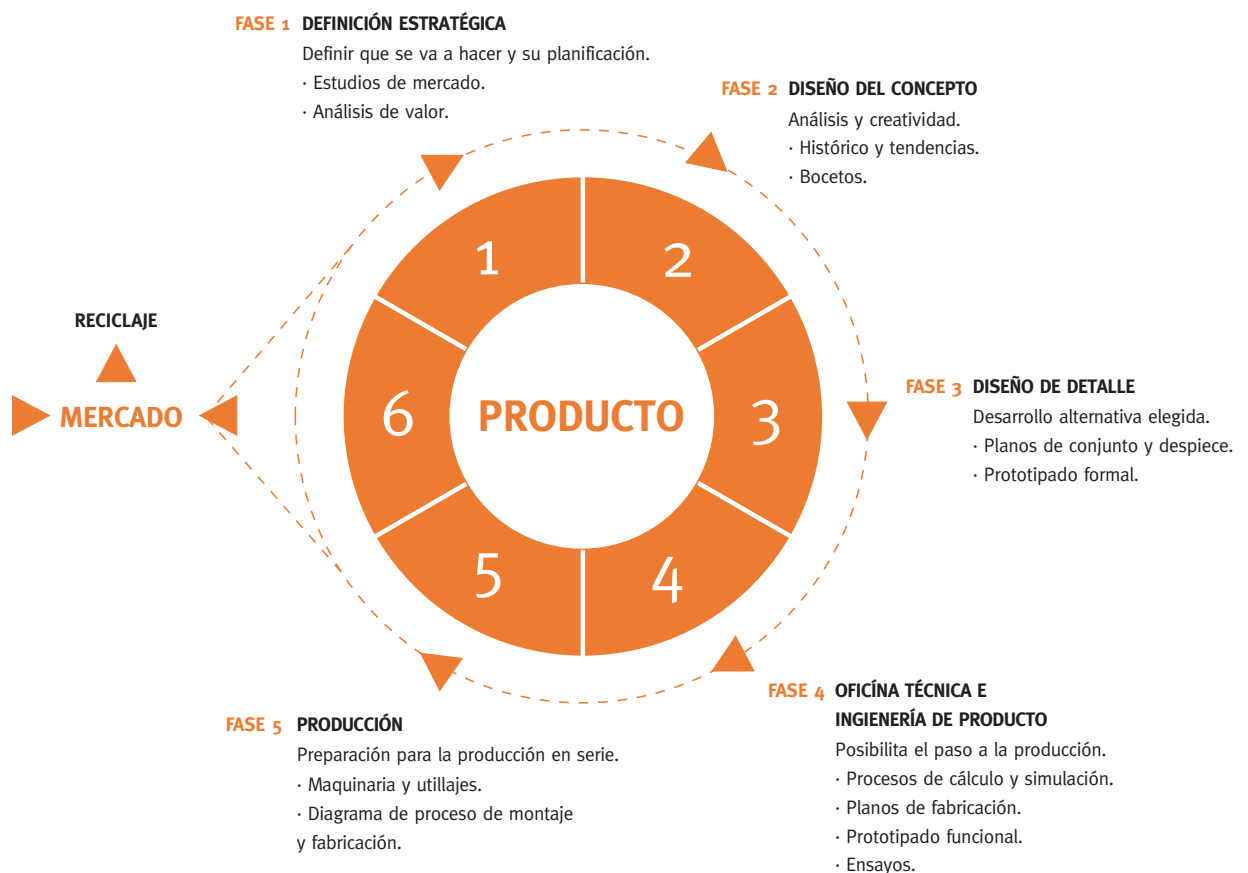 FASE 1 DEFINICIÓN ESTRATÉGICA
Definir que se va a hacer y su planificación.
· Estudios de mercado.
· Análisis de valor.
FASE 2 DISEÑO DEL CONCEPTO
Análisis y creatividad.
· Histórico y tendencias.
· Bocetos.
1
2
RECICLAJE
MERCADO
6
PRODUCTO
3
FASE 3 DISEÑO DE DETALLE
Desarrollo alternativa elegida.
· Planos de conjunto y despiece.
· Prototipado formal.
5
4
FASE 4 OFICÍNA TÉCNICA E
INGIENERÍA DE PRODUCTO
Posibilita el paso a la producción.
· Procesos de cálculo y simulación.
· Planos de fabricación.
· Prototipado funcional.
· Ensayos.
FASE 5 PRODUCCIÓN
Preparación para la producción en serie.
· Maquinaria y utillajes.
· Diagrama de proceso de montaje
y fabricación.